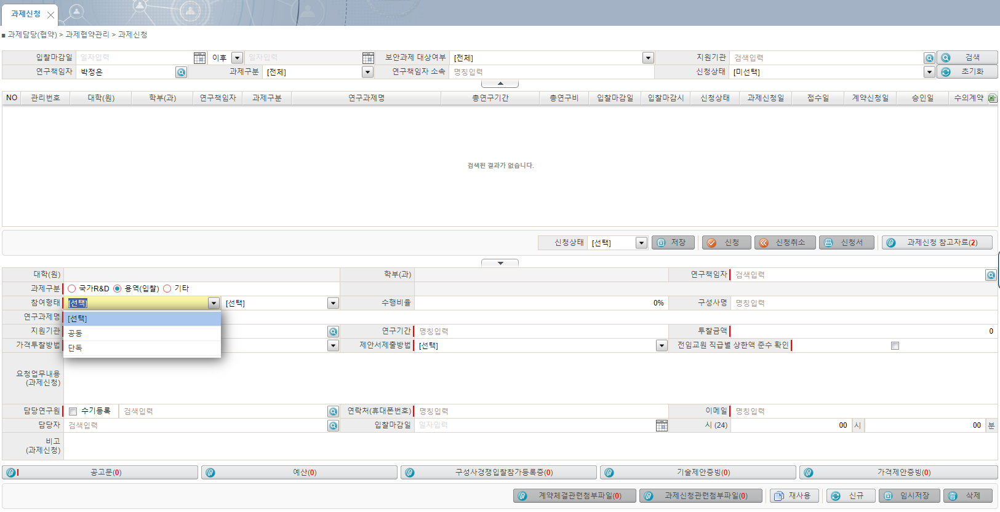 과제신청
과제담당(협약) > 과제협약관리 > 과제신청
입찰마감일 일자입력 이후 일자입력 보안과제 대상여부 [전체] 지원기관 검색입력 검색
연구책임자 박정은 과제구분 [전체] 연구책임자 소속 명칭입력 신청상태 [미선택] 초기화
NO 관리번호 대학(원) 학부(과) 연구책임자 과제구분 연구과제명 총연구기간 총연구비 입찰마감일 입찰마감시 신청상태 과제신청일 접수일 계약신청일 승인일 수의계약
검색된 결과가 없습니다.
신청상태 [선택] 저장 신청 신청취소 신청서 과제신청 참고자료(2)
대학(원) 학부(과) 연구책임자 검색입력
과제구분 국가R&D 용역(입찰) 기타
참여형태 [선택] [선택] 수행비율 0% 구성사명 명칭입력
연구과제명 [선택]
지원기관 공동 연구기간 명칭입력 투찰금액 0
가격투찰방법 단독 제안서제출방법 [선택] 전임교원 직급별 상한액 준수 확인
요청업무내용
(과제신청)
담당연구원 수기등록 검색입력 연락처(휴대폰번호) 명칭입력 이메일 명칭입력
담당자 검색입력 입찰마감일 일자입력 시 (24) 00 시 00 분
비고
(과제신청)
공고문(0) 예산(0) 구성사경쟁입찰참가등록증(0) 기술제안증빙(0) 가격제안증빙(0)
계약체결관련첨부파일(0) 과제신청관련첨부파일(0) 재사용 신규 임시저장 삭제